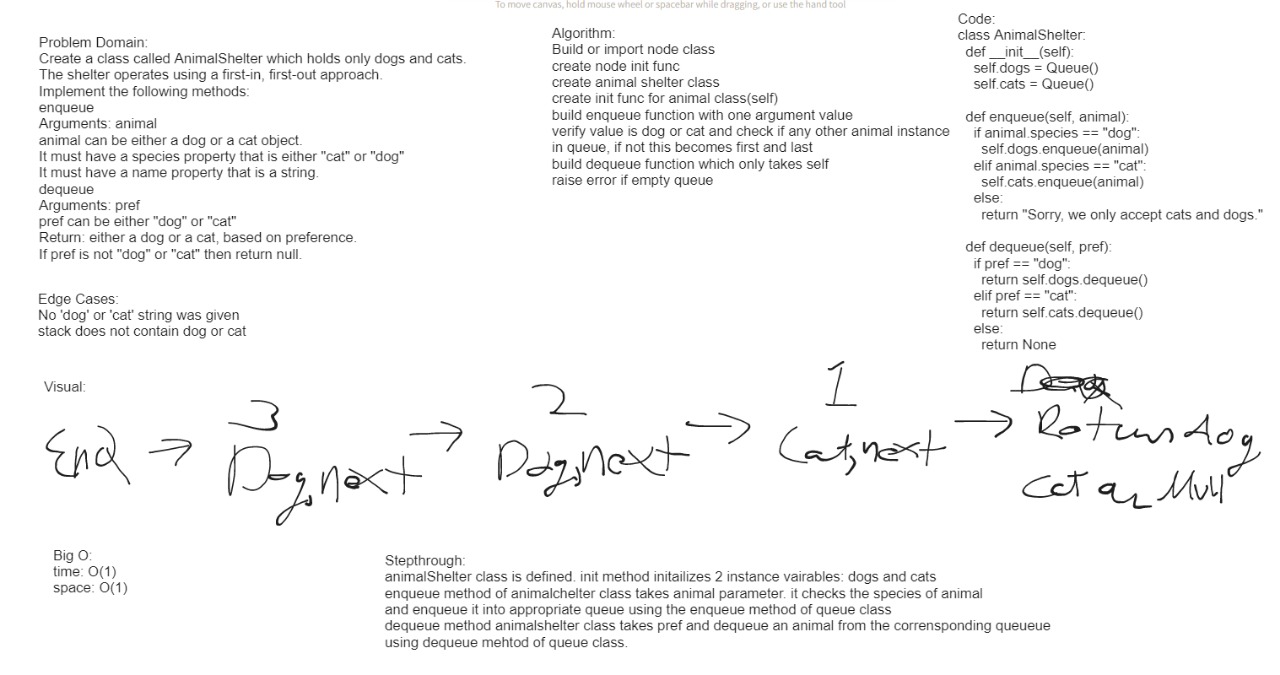 To move canvas, hold mouse wheel or spacebar while dragging, or use the hand tool
Problem Domain:
Create a class called AnimalShelter which holds only dogs and cats.
The shelter operates using a first-in, first-out approach.
Implement the following methods:
enqueue
Arguments: animal
animal can be either a dog or a cat object.
It must have a species property that is either "cat" or "dog"
It must have a name property that is a string.
dequeue
Arguments: pref
pref can be either "dog" or "cat"
Return: either a dog or a cat, based on preference.
If pref is not "dog" or "cat" then return null.
Edge Cases:
No 'dog' or 'cat' string was given
stack does not contain dog or cat
Algorithm:
Build or import node class
create node init func
create animal shelter class
create init func for animal class(self)
build enqueue function with one argument value
verify value is dog or cat and check if any other animal instance
in queue, if not this becomes first and last
build dequeue function which only takes self
raise error if empty queue
Code:
class AnimalShelter:
def __init__(self):
self.dogs = Queue()
self.cats = Queue()
def enqueue(self, animal):
if animal.species == "dog":
self.dogs.enqueue(animal)
elif animal.species == "cat":
self.cats.enqueue(animal)
else:
return "Sorry, we only accept cats and dogs."
def dequeue(self, pref):
if pref == "dog":
return self.dogs.dequeue()
elif pref == "cat":
return self.cats.dequeue()
else:
return None
Visual:
3 2 1
EnQ → Dog,next → Dog,next → Cat,next → Return dog
cat or Null
Big O:
time: O(1)
space: O(1)
Stepthrough:
animalShelter class is defined. init method initailizes 2 instance vairables: dogs and cats
enqueue method of animalchelter class takes animal parameter. it checks the species of animal
and enqueue it into appropriate queue using the enqueue method of queue class
dequeue method animalshelter class takes pref and dequeue an animal from the corrensponding queueue
using dequeue mehtod of queue class.